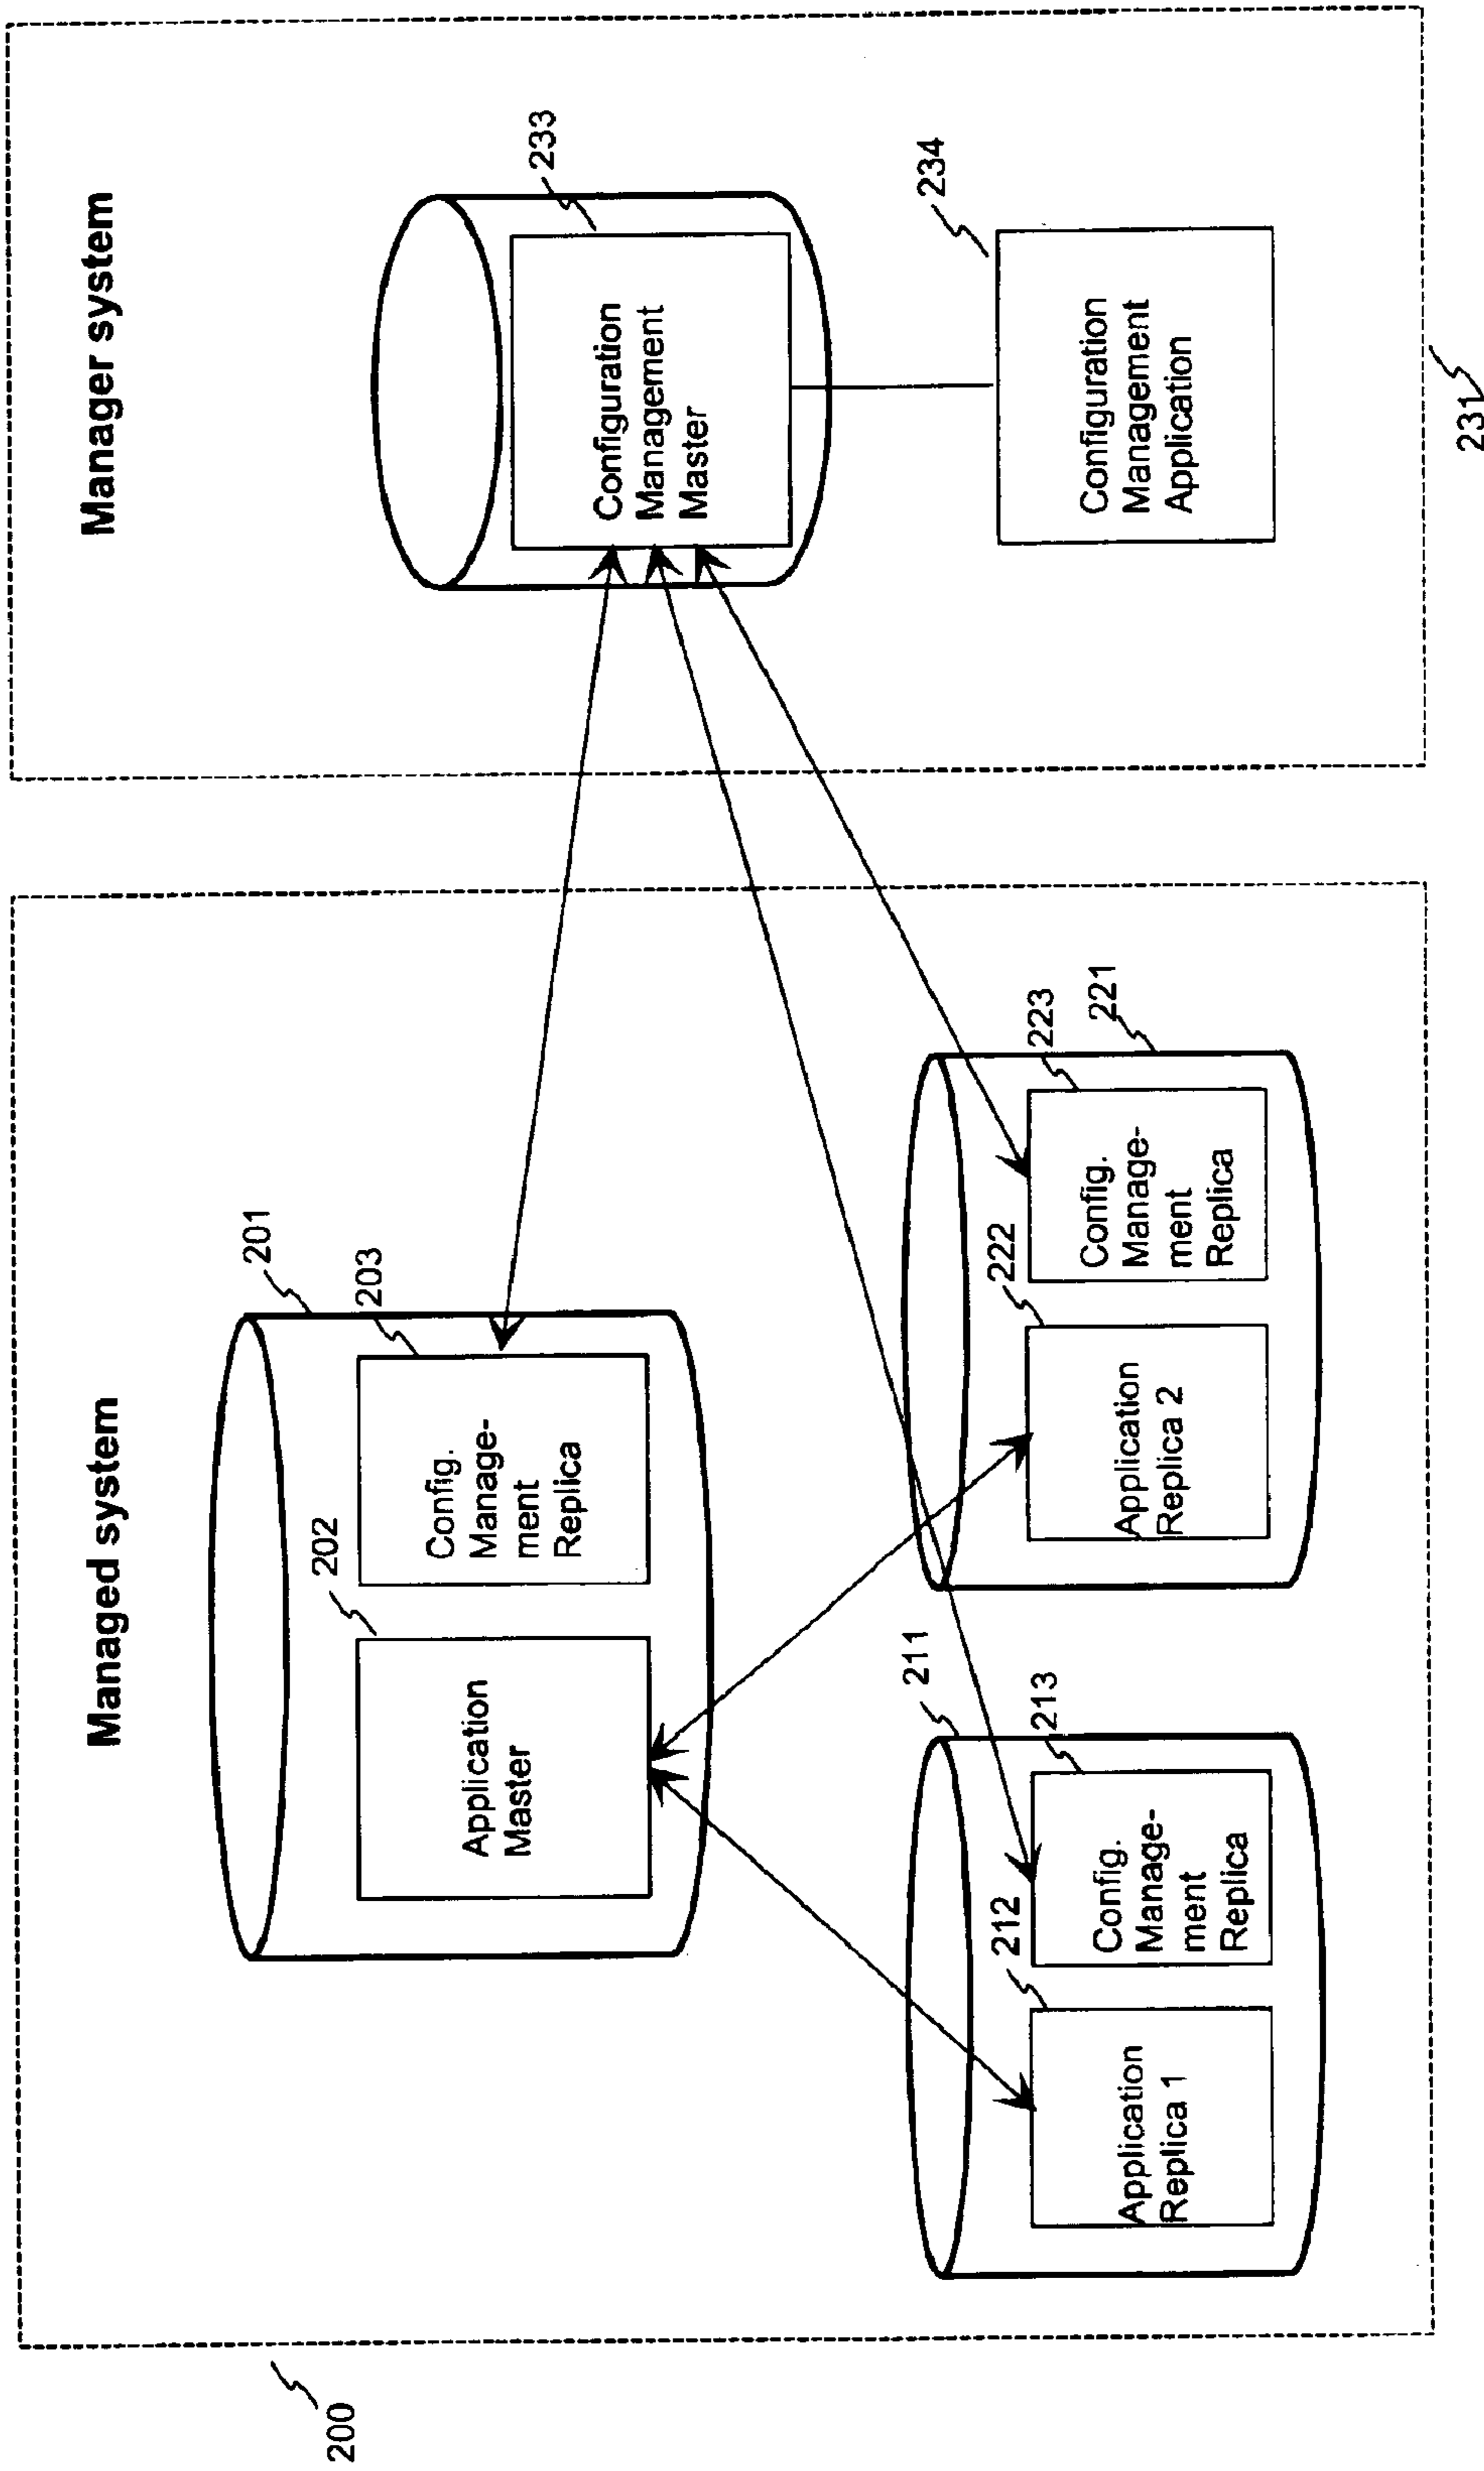 Managed system
Manager system
200
201
202
203
Application
Master
Config.
Manage-
ment
Replica
211
212
213
Application
Replica 1
Config.
Manage-
ment
Replica
221
222
223
Application
Replica 2
Config.
Manage-
ment
Replica
233
Configuration
Management
Master
234
Configuration
Management
Application
231